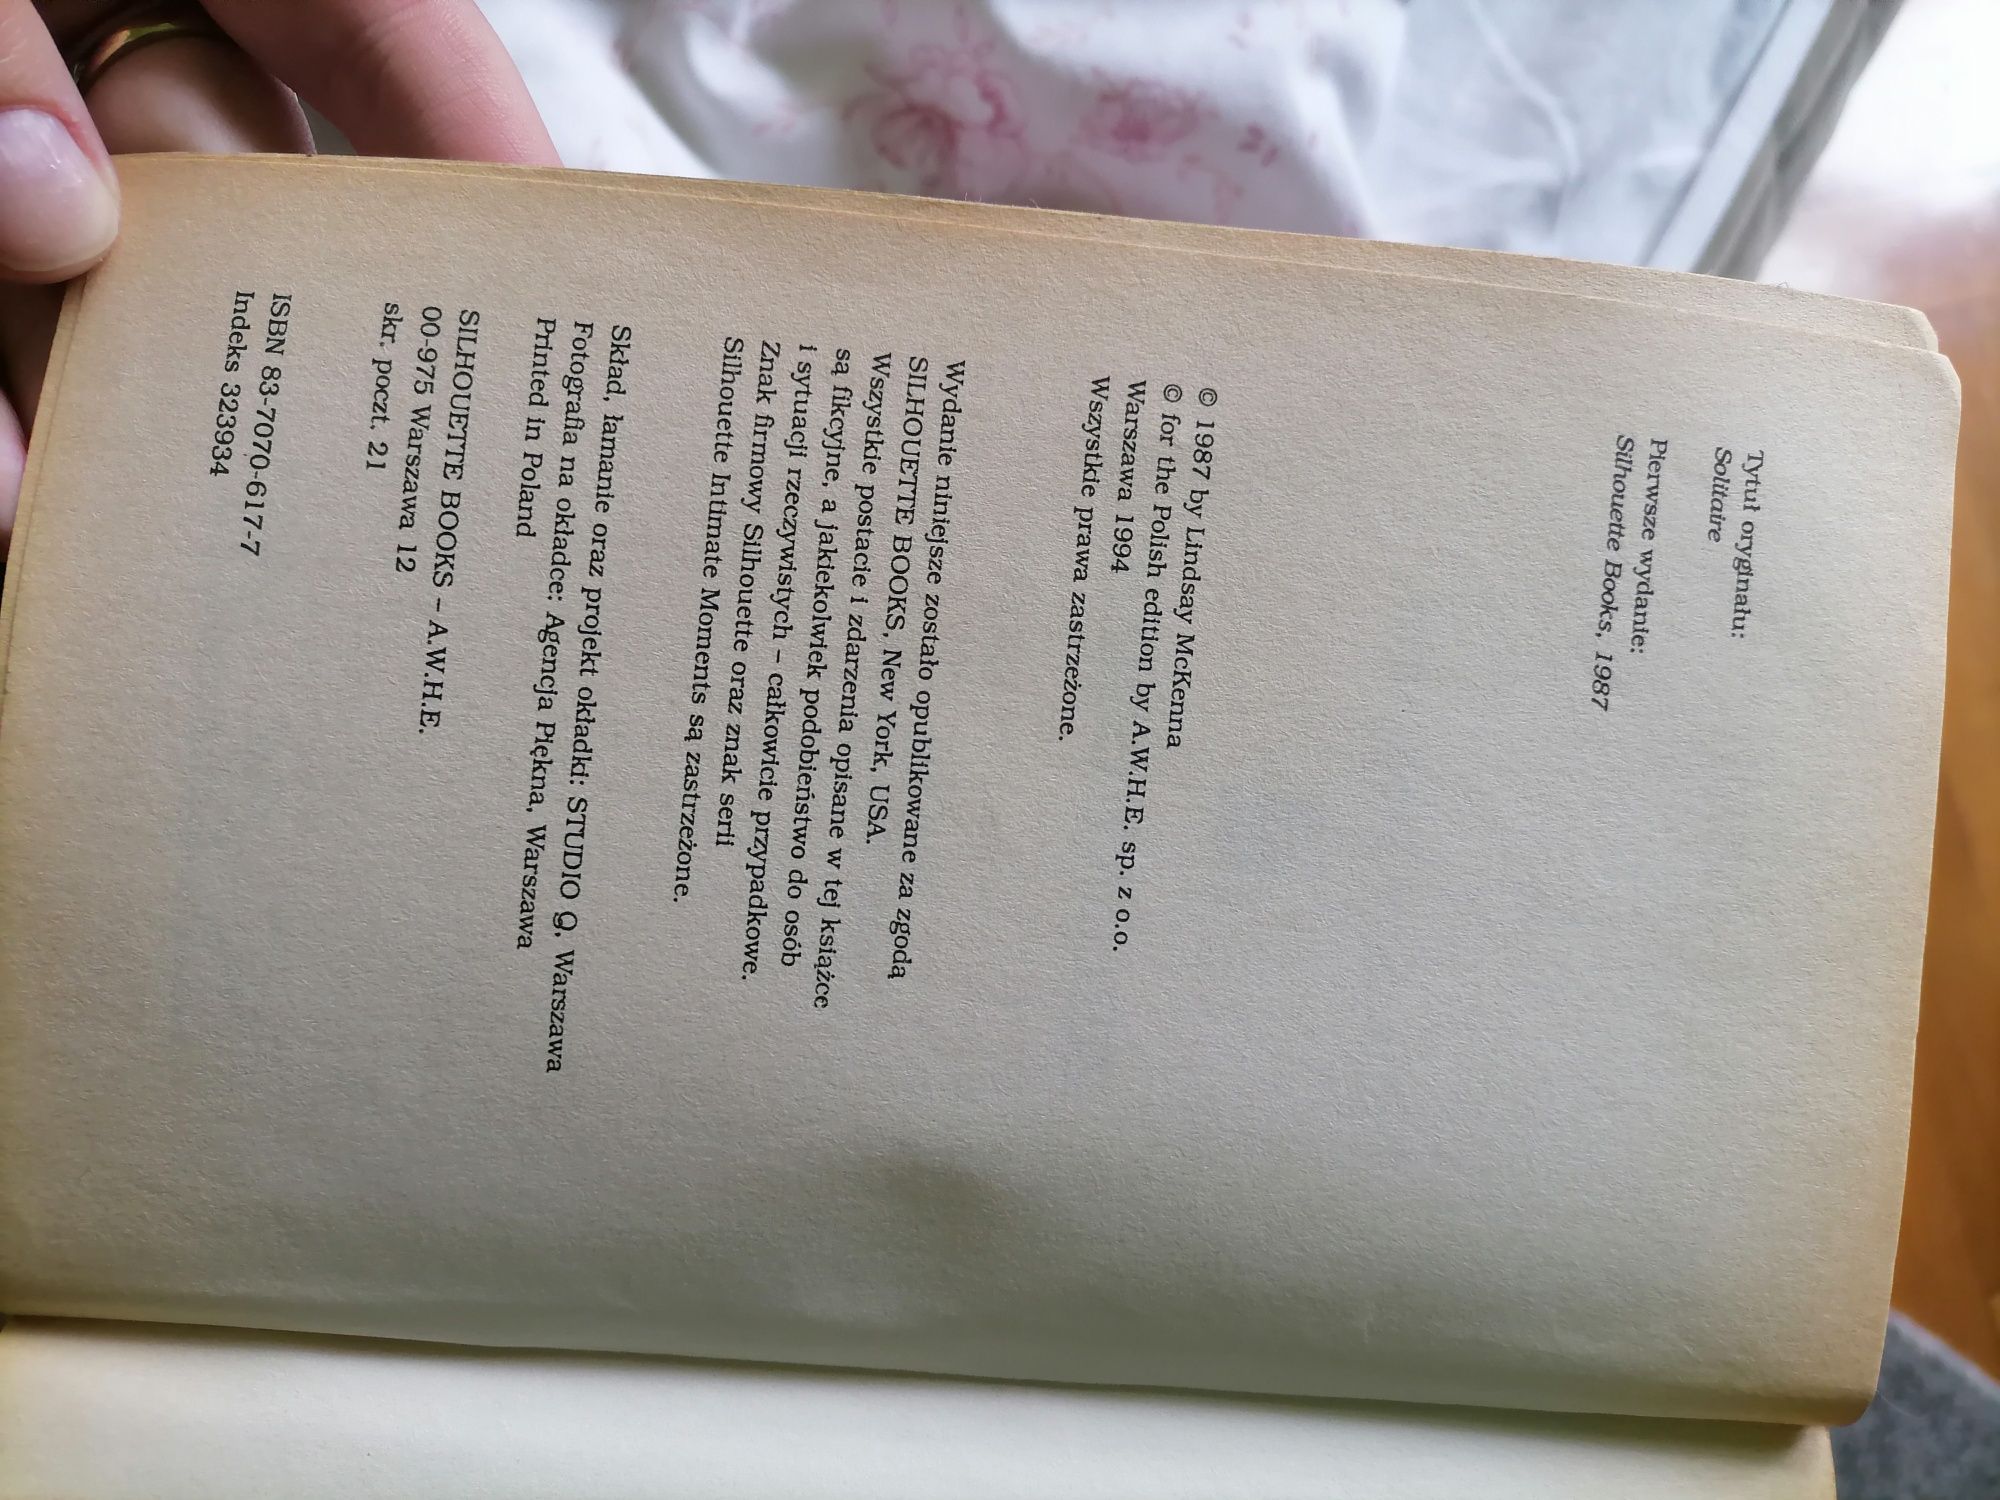 Tytuł oryginału:
Solitaire
Pierwsze wydanie:
Silhouette Books, 1987
© 1987 by Lindsay McKenna
© for the Polish edition by A.W.H.E. sp. z o.o.
Warszawa 1994
Wszystkie prawa zastrzeżone.
Wydanie niniejsze zostało opublikowane za zgodą
SILHOUETTE BOOKS, New York, USA.
Wszystkie postacie i zdarzenia opisane w tej książce
są fikcyjne, a jakiekolwiek podobieństwo do osób
i sytuacji rzeczywistych – całkowicie przypadkowe.
Znak firmowy Silhouette oraz znak serii
Silhouette Intimate Moments są zastrzeżone.
Skład, łamanie oraz projekt okładki: STUDIO Q, Warszawa
Fotografia na okładce: Agencja Piękna, Warszawa
Printed in Poland
SILHOUETTE BOOKS – A.W.H.E.
00-975 Warszawa 12
skr. poczt. 21
ISBN 83-7070-617-7
Indeks 323934